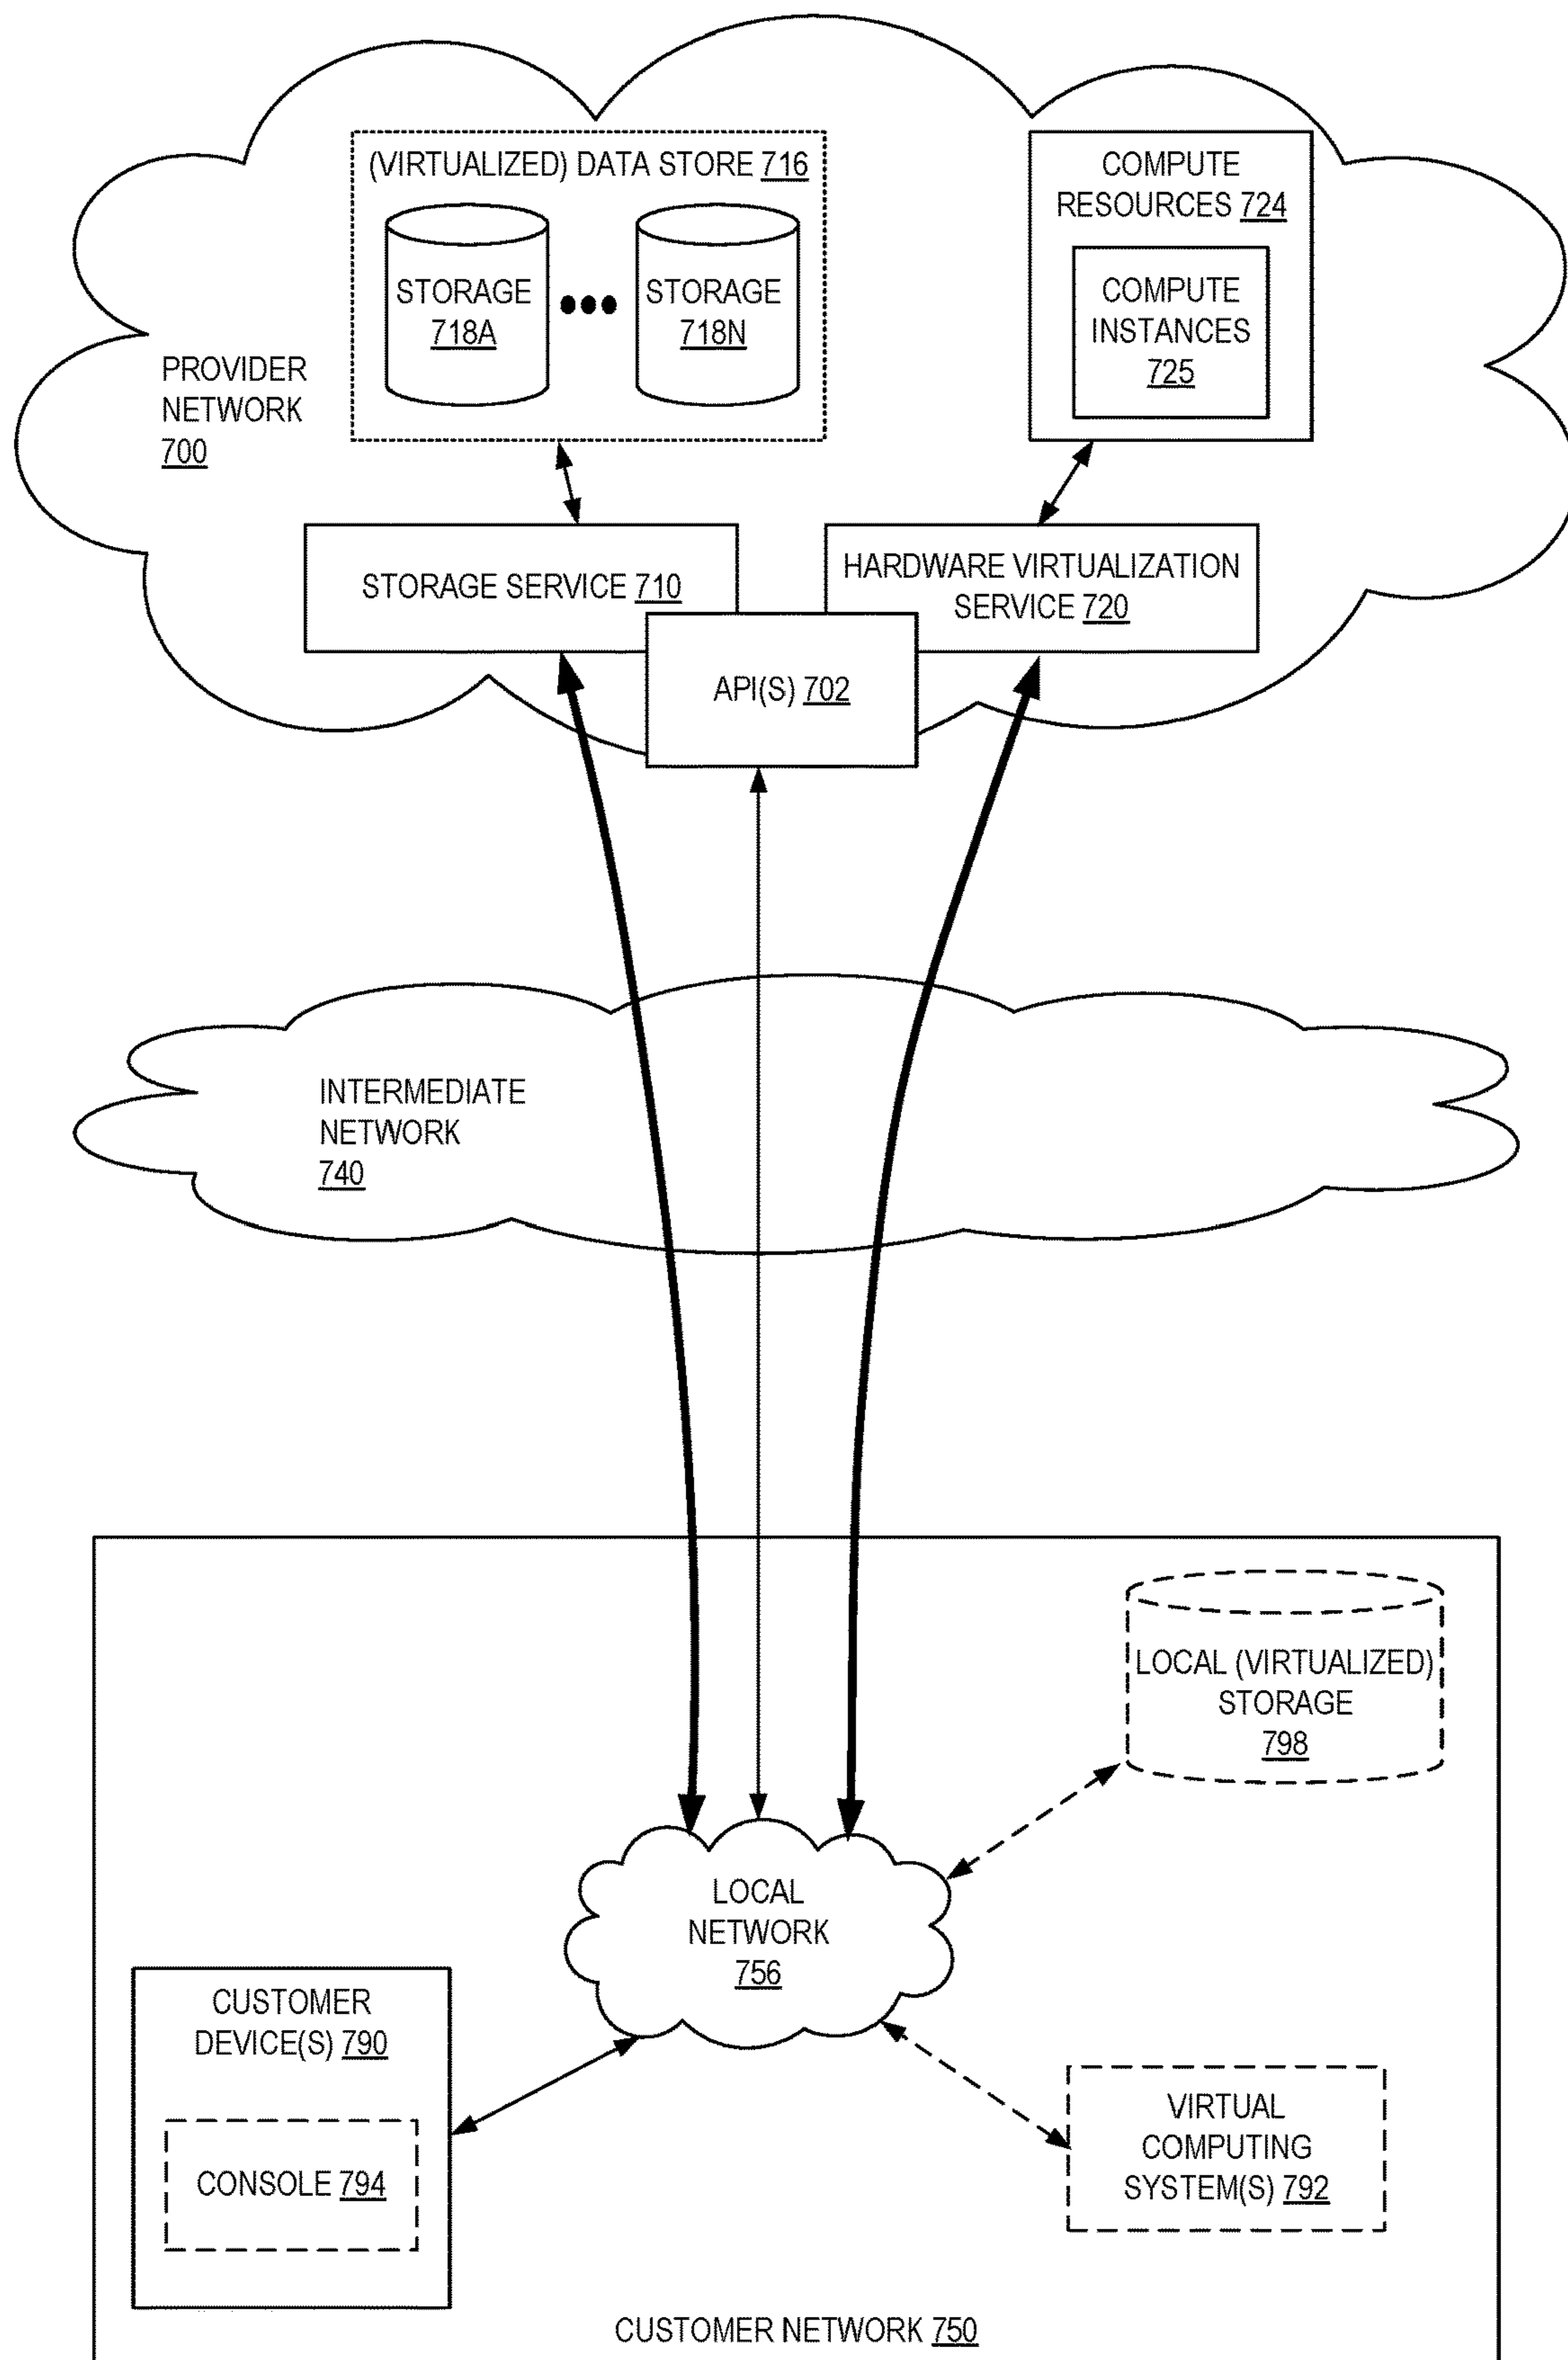 (VIRTUALIZED) DATA STORE 716
STORAGE
718A
STORAGE
718N
COMPUTE
RESOURCES 724
COMPUTE
INSTANCES
725
PROVIDER
NETWORK
700
STORAGE SERVICE 710
HARDWARE VIRTUALIZATION
SERVICE 720
API(S) 702
INTERMEDIATE
NETWORK
740
LOCAL (VIRTUALIZED)
STORAGE
798
LOCAL
NETWORK
756
CUSTOMER
DEVICE(S) 790
CONSOLE 794
VIRTUAL
COMPUTING
SYSTEM(S) 792
CUSTOMER NETWORK 750